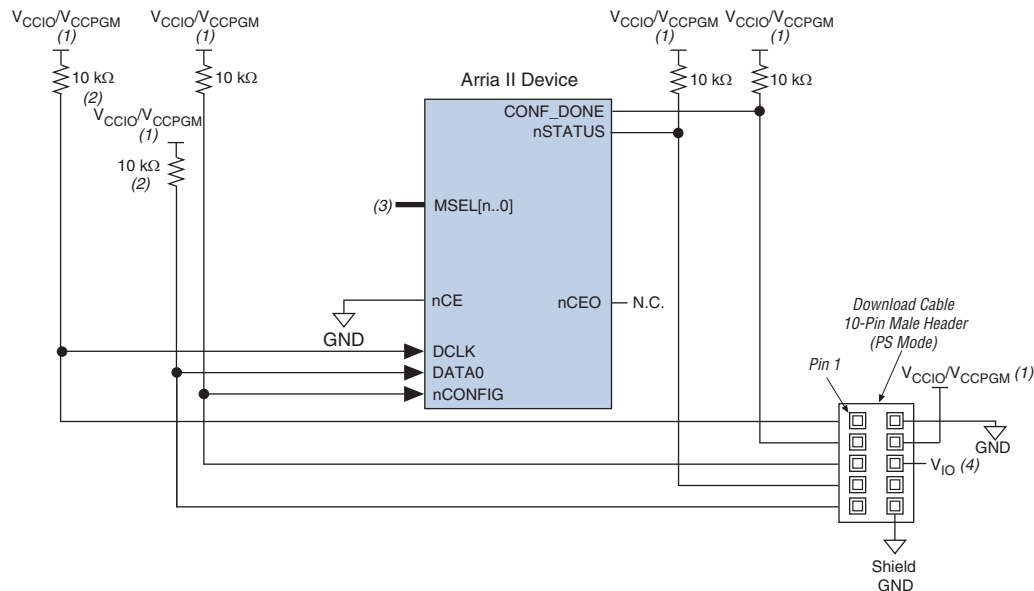 VCCIO/VCCPGM
(1)
10 kΩ
(2)
VCCIO/VCCPGM
(1)
10 kΩ
VCCIO/VCCPGM
(1)
10 kΩ
(2)
VCCIO/VCCPGM
(1)
10 kΩ
VCCIO/VCCPGM
(1)
10 kΩ
Arria II Device
CONF_DONE
nSTATUS
(3)
MSEL[n..0]
nCE
GND
nCEO
N.C.
DCLK
DATA0
nCONFIG
Download Cable
10-Pin Male Header
(PS Mode)
Pin 1
VCCIO/VCCPGM (1)
GND
VIO (4)
Shield
GND